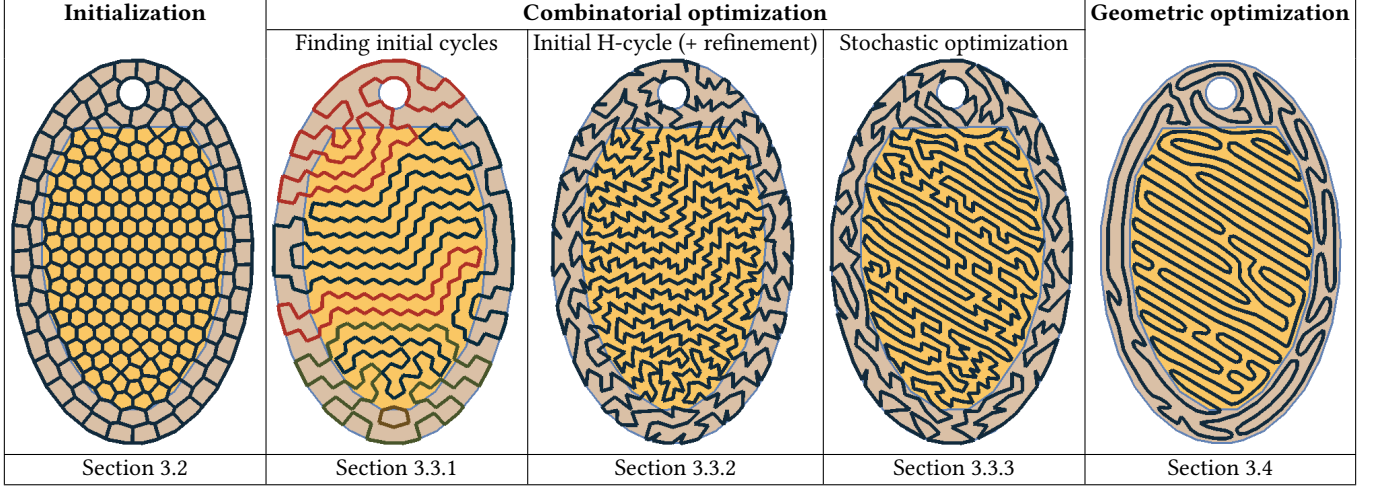 Initialization
Combinatorial optimization
Geometric optimization
Finding initial cycles
Initial H-cycle (+ refinement)
Stochastic optimization
Section 3.2
Section 3.3.1
Section 3.3.2
Section 3.3.3
Section 3.4